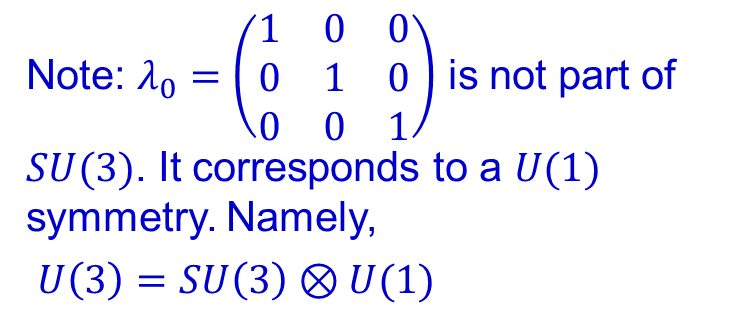 Note: λ₀ = (1 0 0
0 1 0
0 0 1) is not part of
SU(3). It corresponds to a U(1)
symmetry. Namely,
U(3) = SU(3) ⊗ U(1)